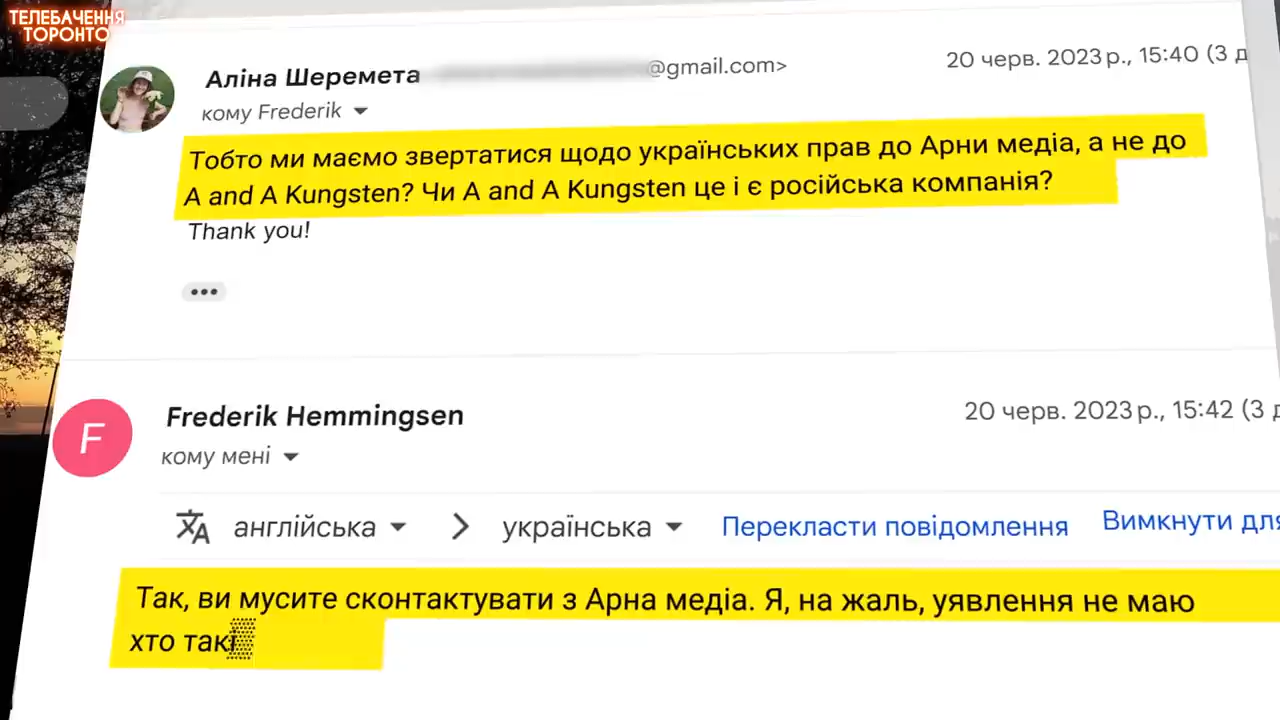 ТЕЛЕБАЧЕННЯ
ТОРОНТО
Аліна Шеремета @gmail.com> 20 черв. 2023 р., 15:40 (3 д
кому Frederik
Тобто ми маємо звертатися щодо українських прав до Арни медіа, а не до
A and A Kungsten? Чи A and A Kungsten це і є російська компанія?
Thank you!
F
Frederik Hemmingsen 20 черв. 2023 р., 15:42 (3 д
кому мені
англійська > українська Перекласти повідомлення Вимкнути для
Так, ви мусите сконтактувати з Арна медіа. Я, на жаль, уявлення не маю
хто такі